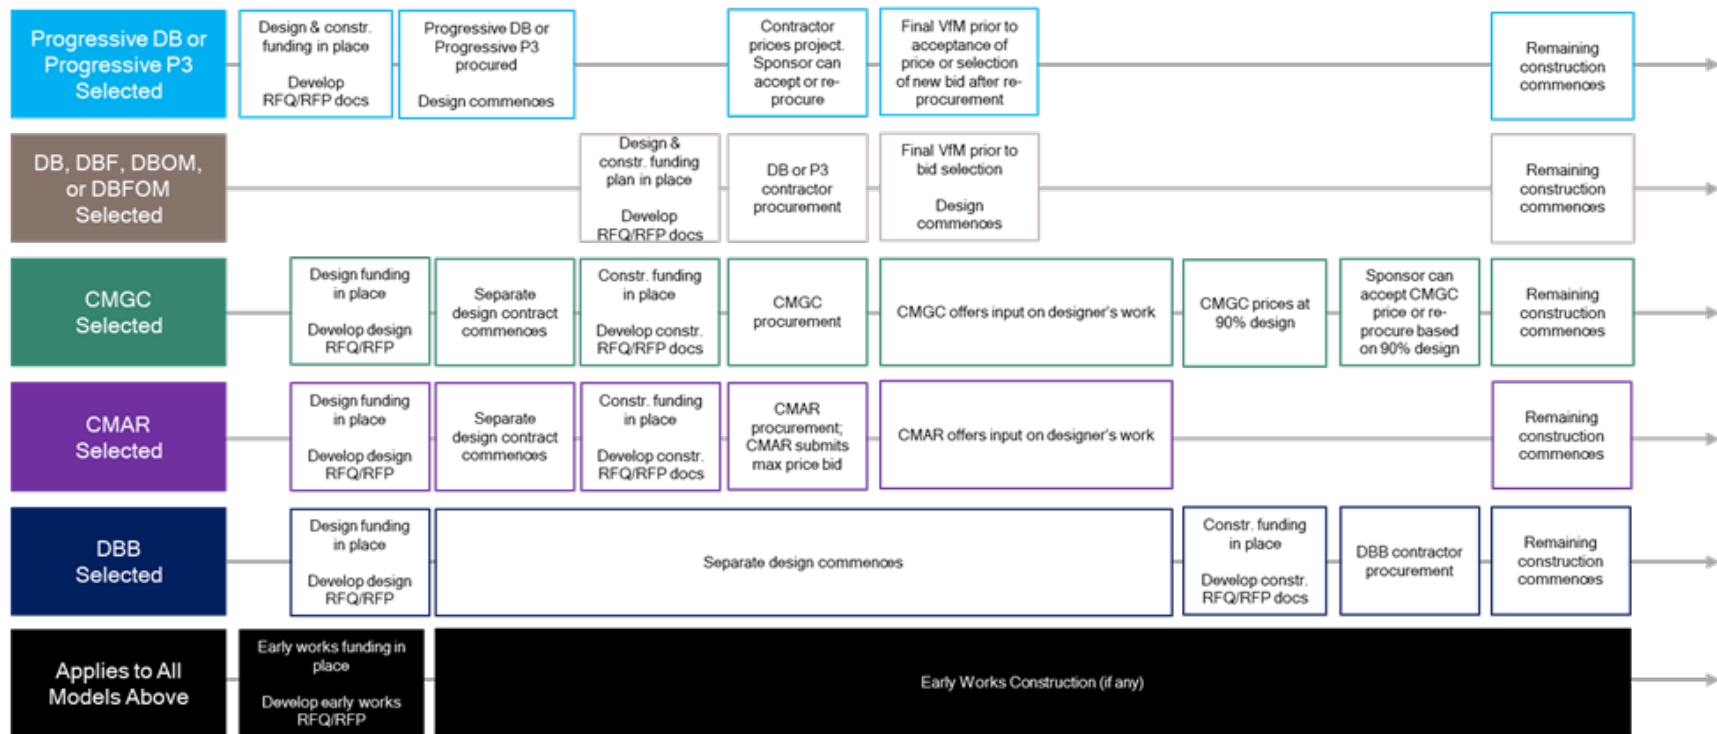 Progressive DB or
Progressive P3
Selected
Design & constr.
funding in place
Develop
RFQ/RFP docs
Progressive DB or
Progressive P3
procured
Design commences
Contractor
prices project.
Sponsor can
accept or re-
procure
Final VfM prior to
acceptance of
price or selection
of new bid after re-
procurement
Remaining
construction
commences
DB, DBF, DBOM,
or DBFOM
Selected
Design &
constr. funding
plan in place
Develop
RFQ/RFP docs
DB or P3
contractor
procurement
Final VfM prior to
bid selection
Design
commences
Remaining
construction
commences
CMGC
Selected
Design funding
in place
Develop design
RFQ/RFP
Separate
design contract
commences
Constr. funding
in place
Develop constr.
RFQ/RFP docs
CMGC
procurement
CMGC offers input on designer's work
CMGC prices at
90% design
Sponsor can
accept CMGC
price or re-
procure based
on 90% design
Remaining
construction
commences
CMAR
Selected
Design funding
in place
Develop design
RFQ/RFP
Separate
design contract
commences
Constr. funding
in place
Develop constr.
RFQ/RFP docs
CMAR
procurement;
CMAR submits
max price bid
CMAR offers input on designer's work
Remaining
construction
commences
DBB
Selected
Design funding
in place
Develop design
RFQ/RFP
Separate design commences
Constr. funding
in place
Develop constr.
RFQ/RFP docs
DBB contractor
procurement
Remaining
construction
commences
Applies to All
Models Above
Early works funding in
place
Develop early works
RFQ/RFP
Early Works Construction (if any)